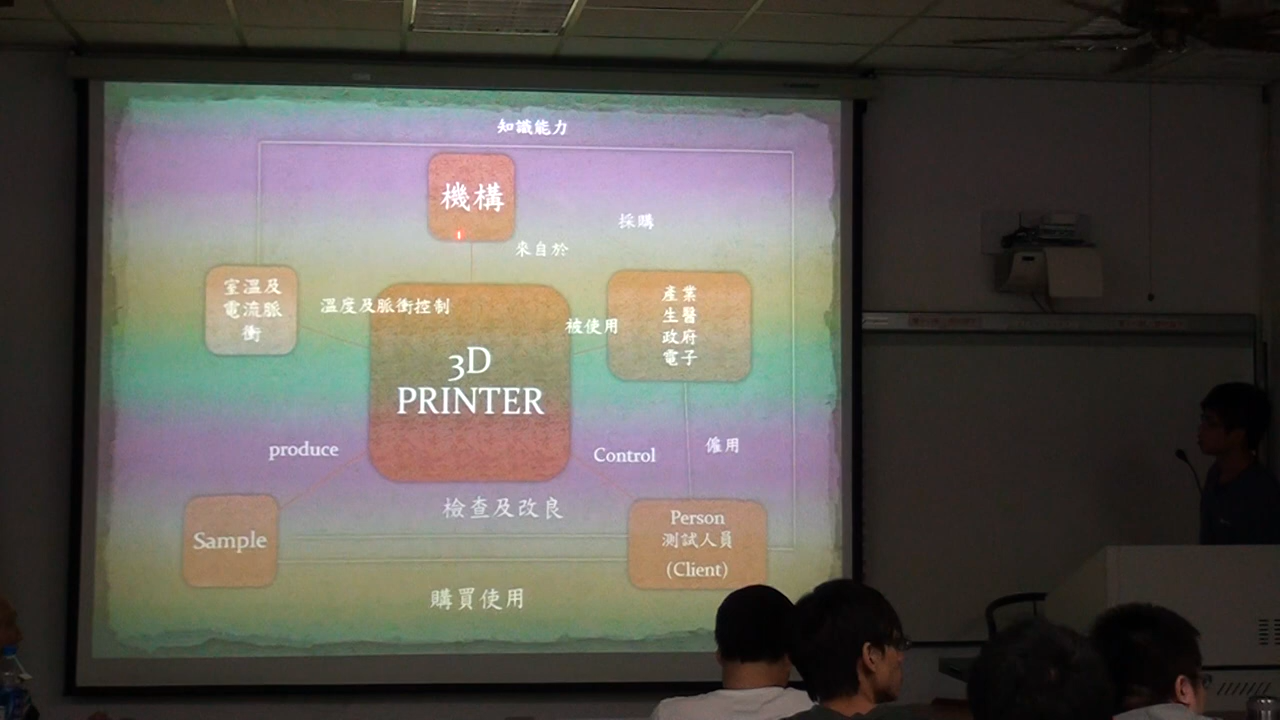 知識能力
機構
採購
來自於
室溫及
電流脈
衝
溫度及脈衝控制
被使用
產業
生醫
政府
電子
3D
PRINTER
produce
Control
僱用
檢查及改良
Sample
Person
測試人員
(Client)
購買使用